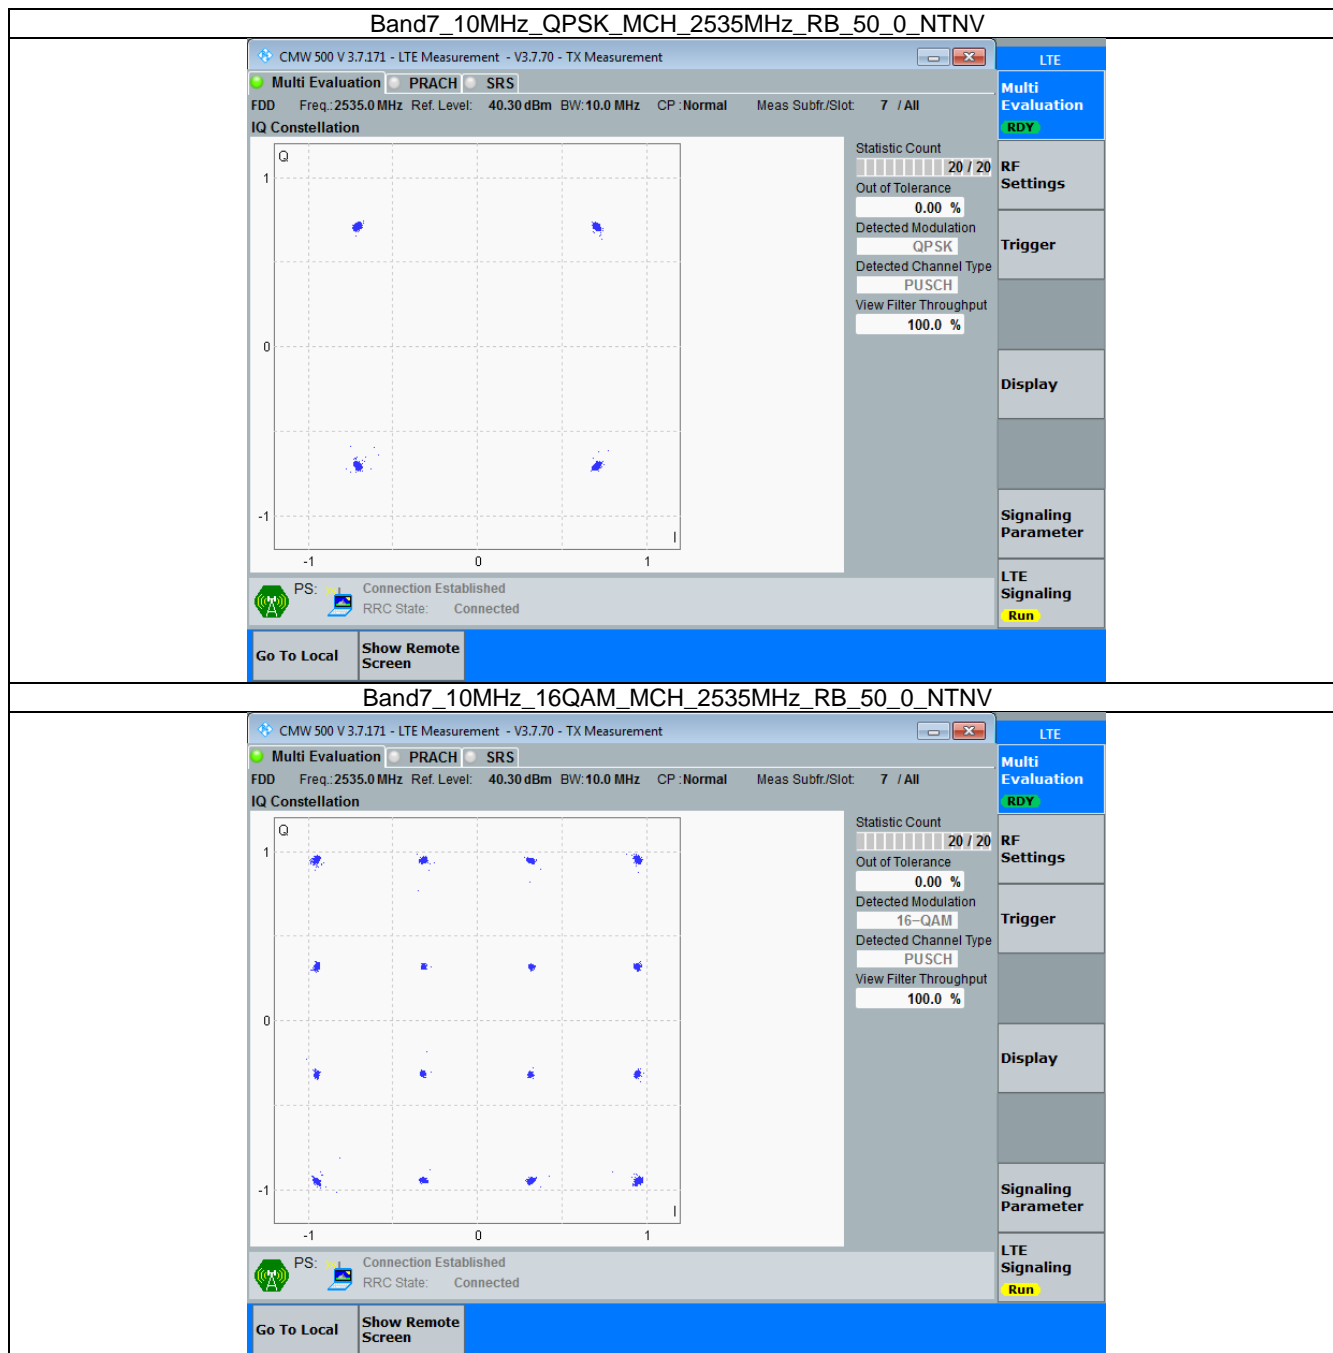 Band7_10MHz_QPSK_MCH_2535MHz_RB_50_0_NTNV
CMW 500 V 3.7.171 - LTE Measurement - V3.7.70 - TX Measurement
LTE
Multi Evaluation PRACH SRS
Multi
Evaluation
RDY
FDD Freg.:2535.0 MHz Ref. Level: 40.30 dBm BW:10.0 MHz CP :Normal Meas Subfr./Slot: 7 / All
IQ Constellation
Q
1
0
-1
I
-1 0 1
Statistic Count
20 / 20
Out of Tolerance
0.00 %
Detected Modulation
QPSK
Detected Channel Type
PUSCH
View Filter Throughput
100.0 %
RF
Settings
Trigger
Display
Signaling
Parameter
LTE
Signaling
Run
PS: Connection Established
RRC State: Connected
Go To Local
Show Remote
Screen
Band7_10MHz_16QAM_MCH_2535MHz_RB_50_0_NTNV
CMW 500 V 3.7.171 - LTE Measurement - V3.7.70 - TX Measurement
LTE
Multi Evaluation PRACH SRS
Multi
Evaluation
RDY
FDD Freg.:2535.0 MHz Ref. Level: 40.30 dBm BW:10.0 MHz CP :Normal Meas Subfr./Slot: 7 / All
IQ Constellation
Q
1
0
-1
I
-1 0 1
Statistic Count
20 / 20
Out of Tolerance
0.00 %
Detected Modulation
16-QAM
Detected Channel Type
PUSCH
View Filter Throughput
100.0 %
RF
Settings
Trigger
Display
Signaling
Parameter
LTE
Signaling
Run
PS: Connection Established
RRC State: Connected
Go To Local
Show Remote
Screen